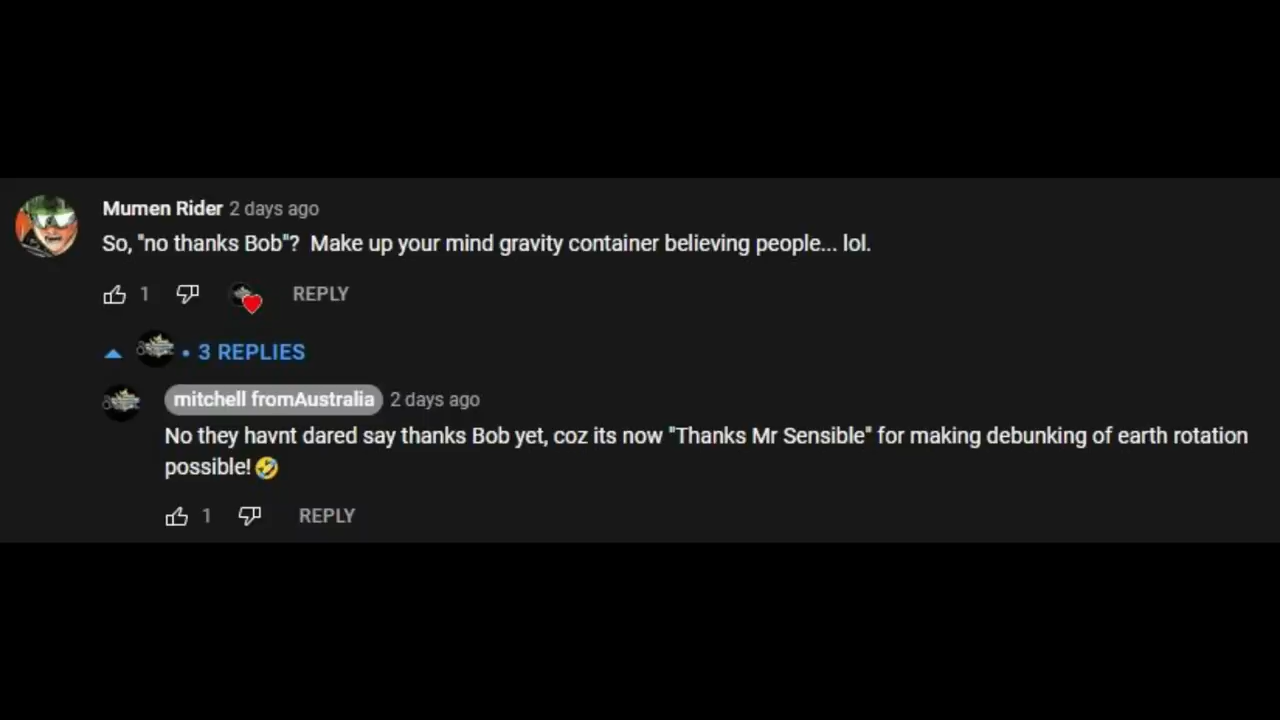 Mumen Rider 2 days ago
So, "no thanks Bob"?  Make up your mind gravity container believing people... lol.
1 REPLY
• 3 REPLIES
mitchell fromAustralia 2 days ago
No they havnt dared say thanks Bob yet, coz its now "Thanks Mr Sensible" for making debunking of earth rotation
possible!🤣
1 REPLY